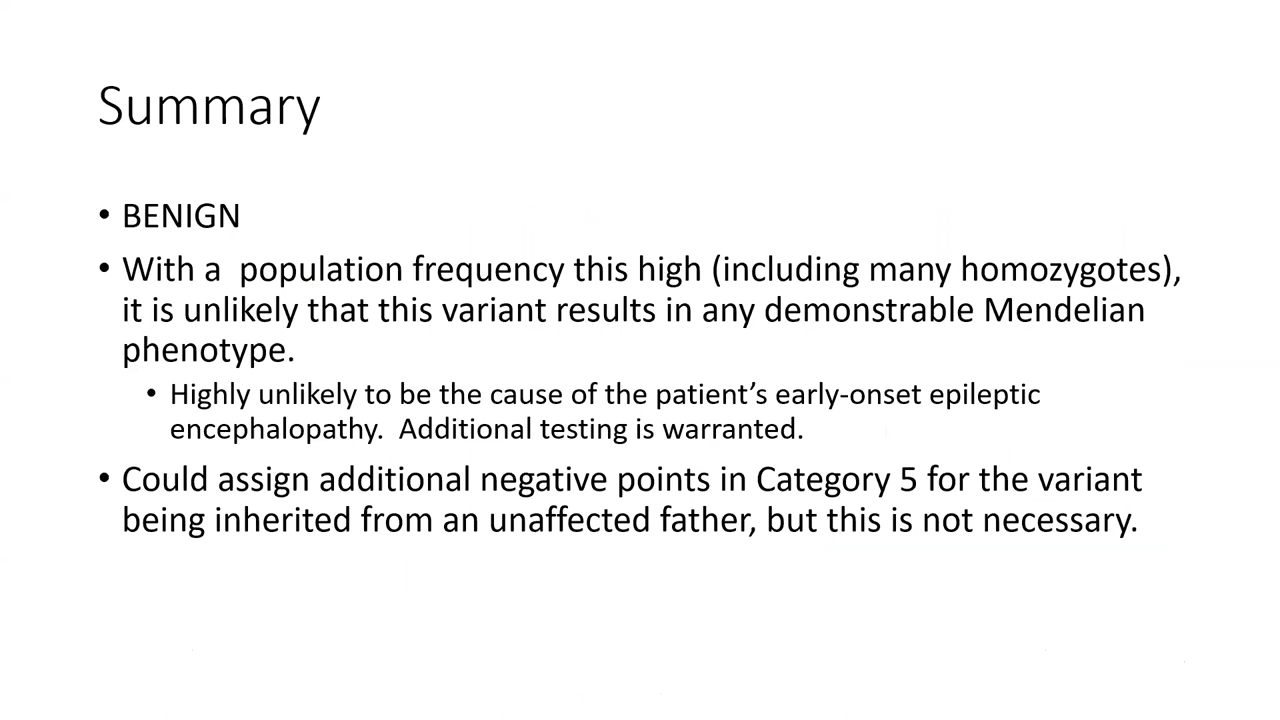 Summary
• BENIGN
• With a  population frequency this high (including many homozygotes),
it is unlikely that this variant results in any demonstrable Mendelian
phenotype.
• Highly unlikely to be the cause of the patient’s early-onset epileptic
encephalopathy.  Additional testing is warranted.
• Could assign additional negative points in Category 5 for the variant
being inherited from an unaffected father, but this is not necessary.